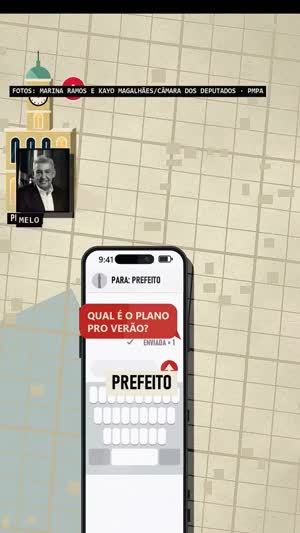 FOTOS: MARINA RAMOS E KAYO MAGALHÃES/CÂMARA DOS DEPUTADOS · PMPA
MELO
9:41
PARA: PREFEITO
QUAL É O PLANO
PRO VERÃO?
ENVIADA × 1
PREFEITO